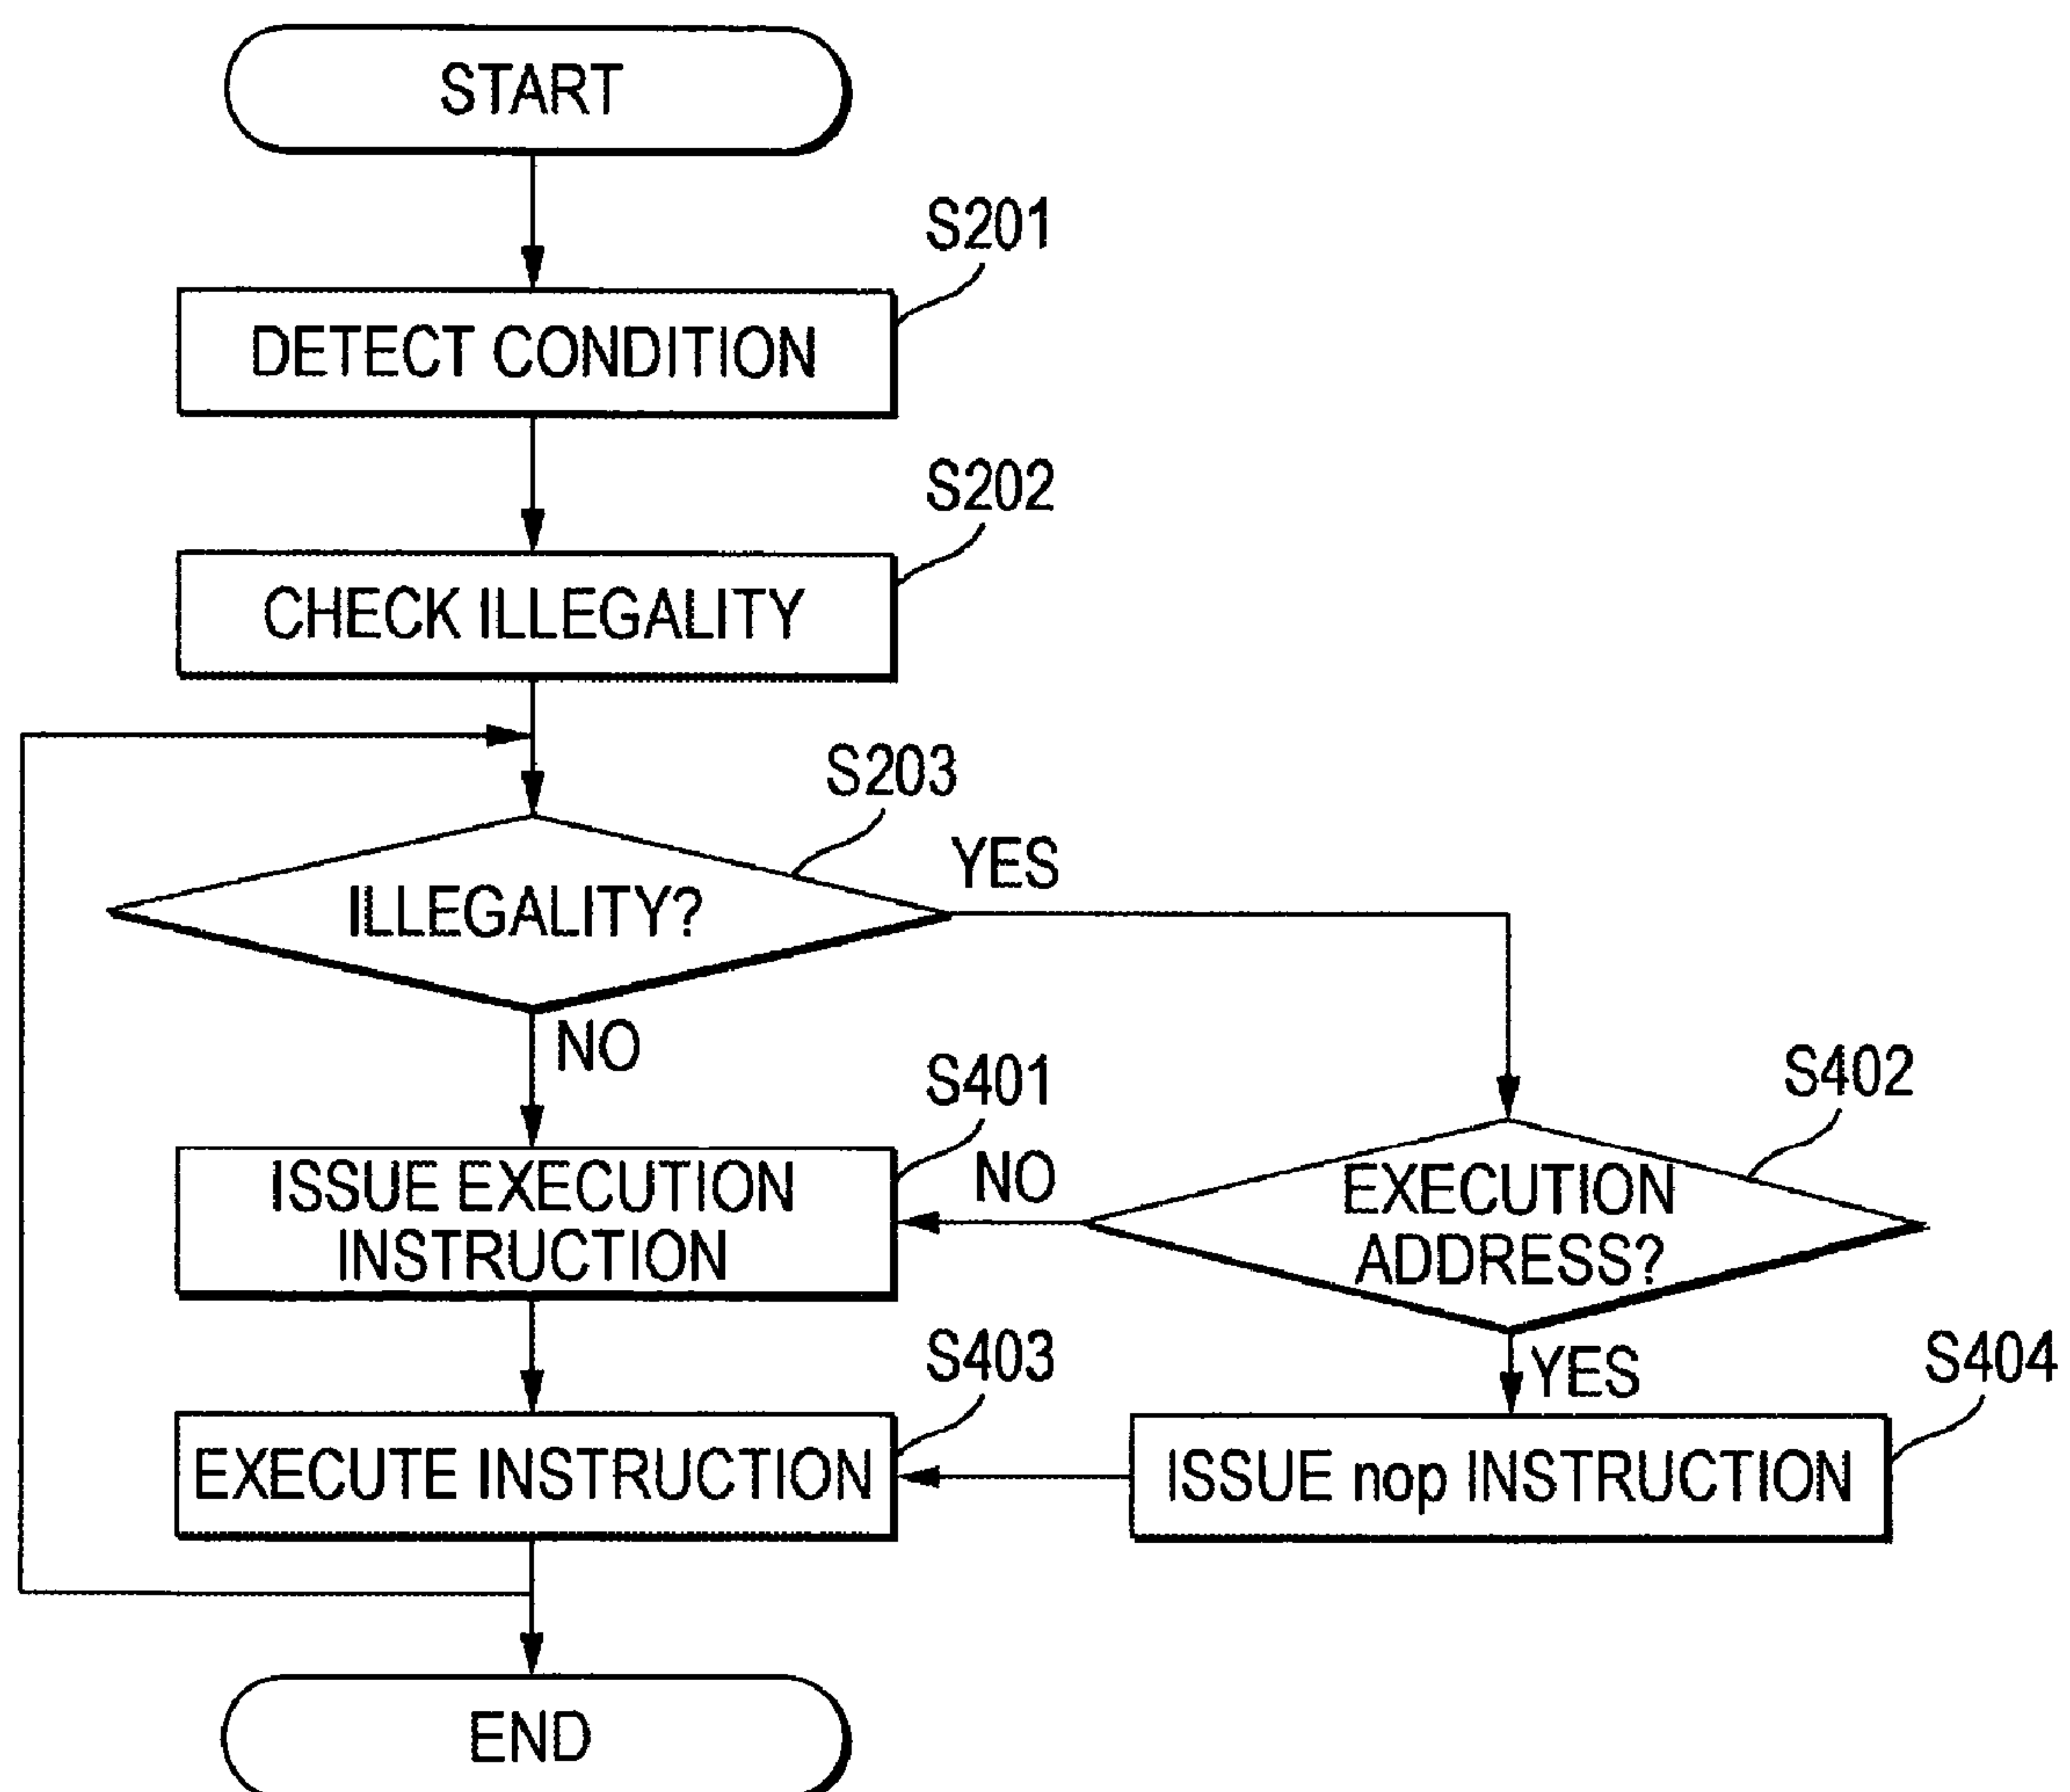 START
S201
DETECT CONDITION
S202
CHECK ILLEGALITY
S203
YES
ILLEGALITY?
NO
S401
S402
ISSUE EXECUTION
INSTRUCTION
NO
EXECUTION
ADDRESS?
S403
YES
S404
EXECUTE INSTRUCTION
ISSUE nop INSTRUCTION
END